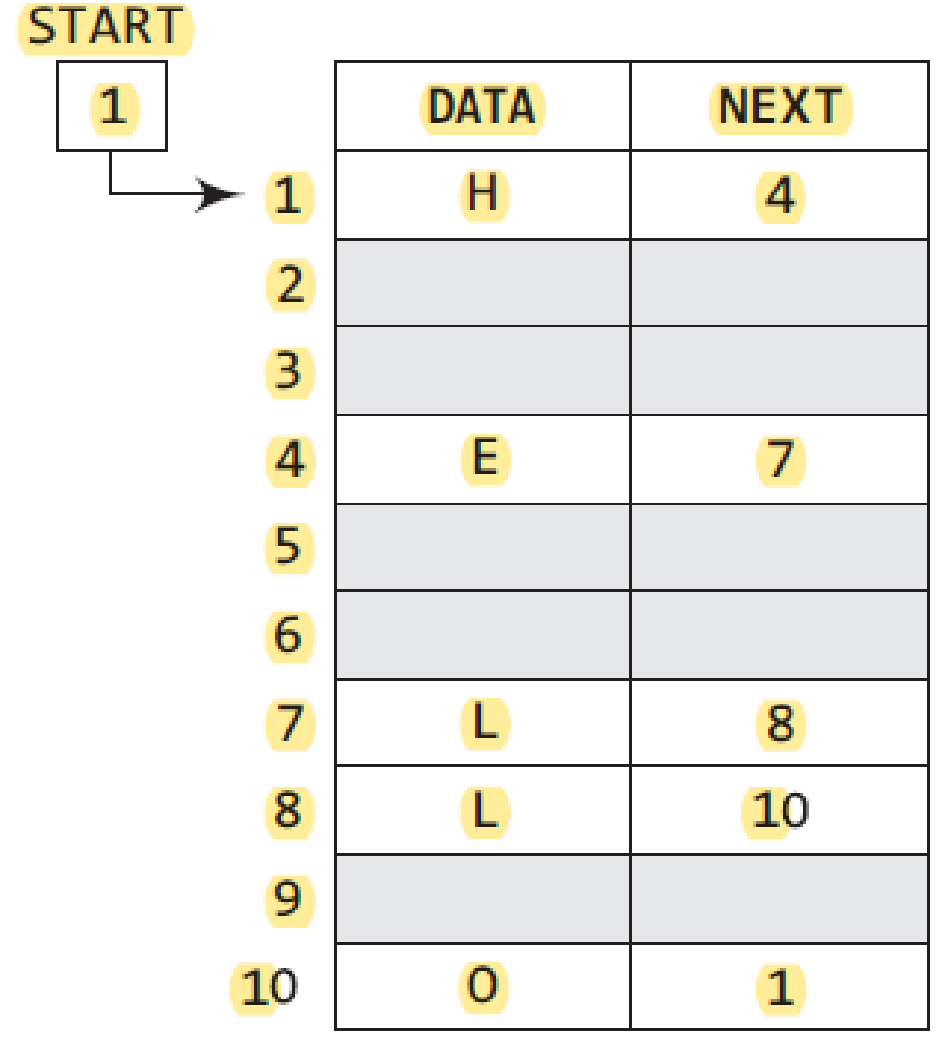 START
1 DATA NEXT
1 H 4
2
3
4 E 7
5
6
7 L 8
8 L 10
9
10 O 1